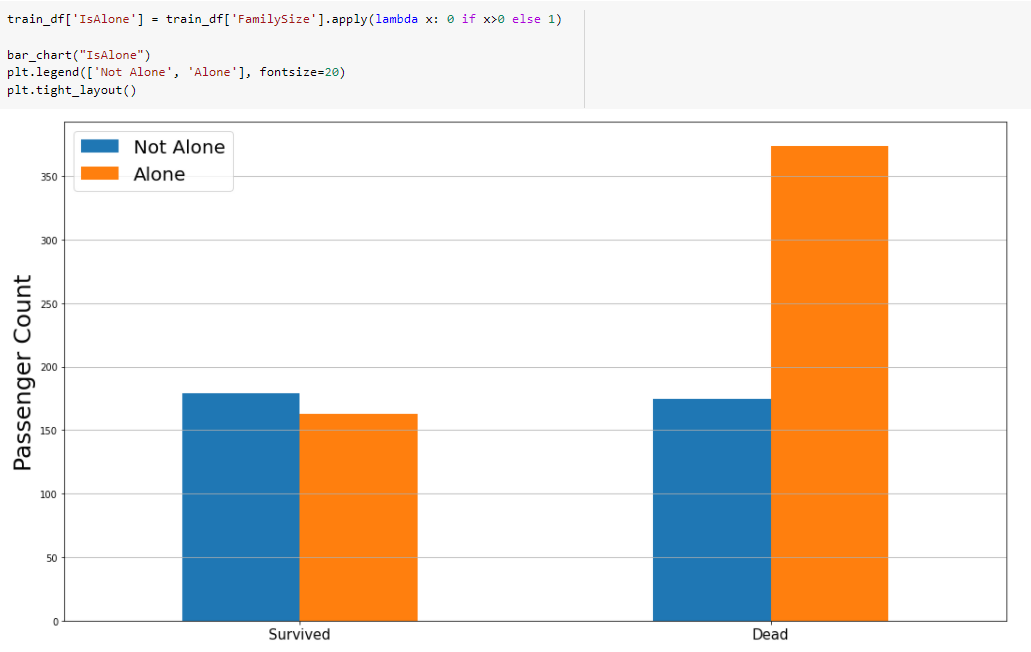 train_df['IsAlone'] = train_df['FamilySize'].apply(lambda x: 0 if x>0 else 1)
bar_chart("IsAlone")
plt.legend(['Not Alone', 'Alone'], fontsize=20)
plt.tight_layout()
Not Alone
Alone
Passenger Count
350
300
250
200
150
100
50
0
Survived
Dead